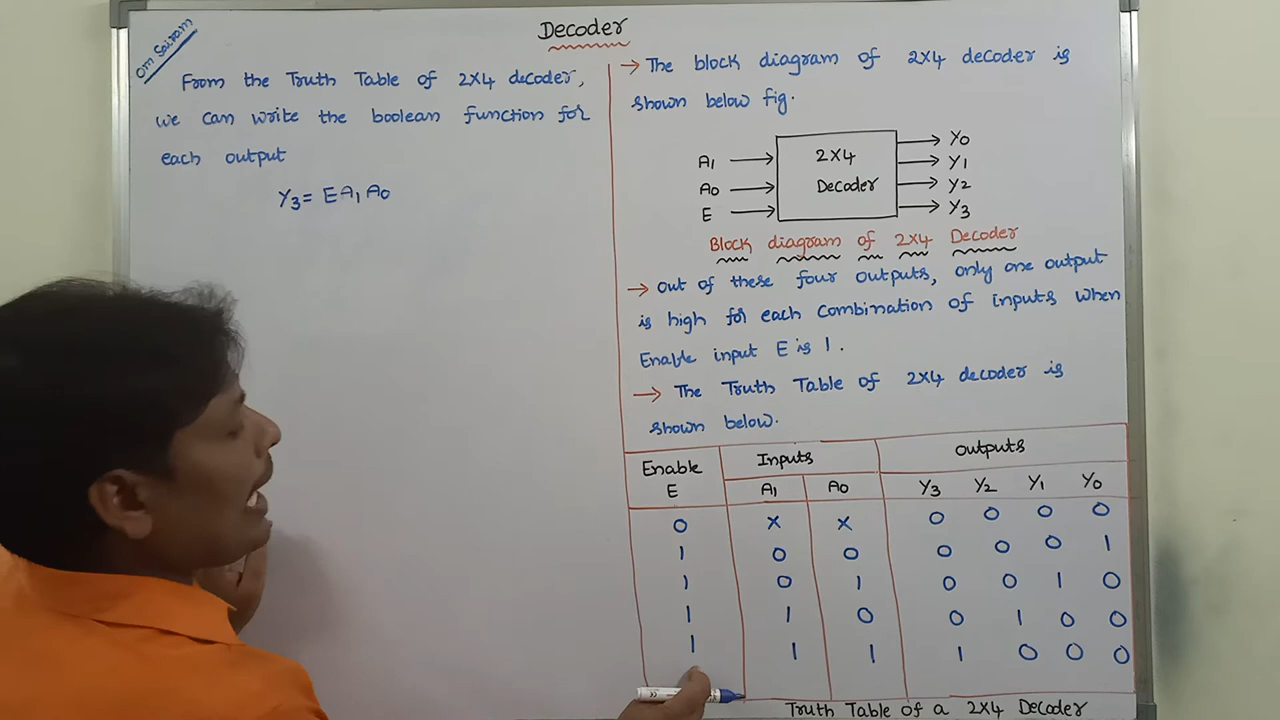 Decoder
Om Sairam
From the Truth Table of 2X4 decoder,
we can write the boolean function for
each output
Y3 = E A1 A0
→ The block diagram of 2X4 decoder is
shown below fig.
A1
A0
E
2X4
Decoder
Y0
Y1
Y2
Y3
Block diagram of 2X4 Decoder
→ out of these four outputs, only one output
is high for each combination of inputs when
Enable input E is 1.
→ The Truth Table of 2X4 decoder is
shown below.
Enable Inputs Outputs
E A1 A0 Y3 Y2 Y1 Y0
0 X X 0 0 0 0
1 0 0 0 0 0 1
1 0 1 0 0 1 0
1 1 0 0 1 0 0
1 1 1 1 0 0 0
Truth Table of a 2X4 Decoder